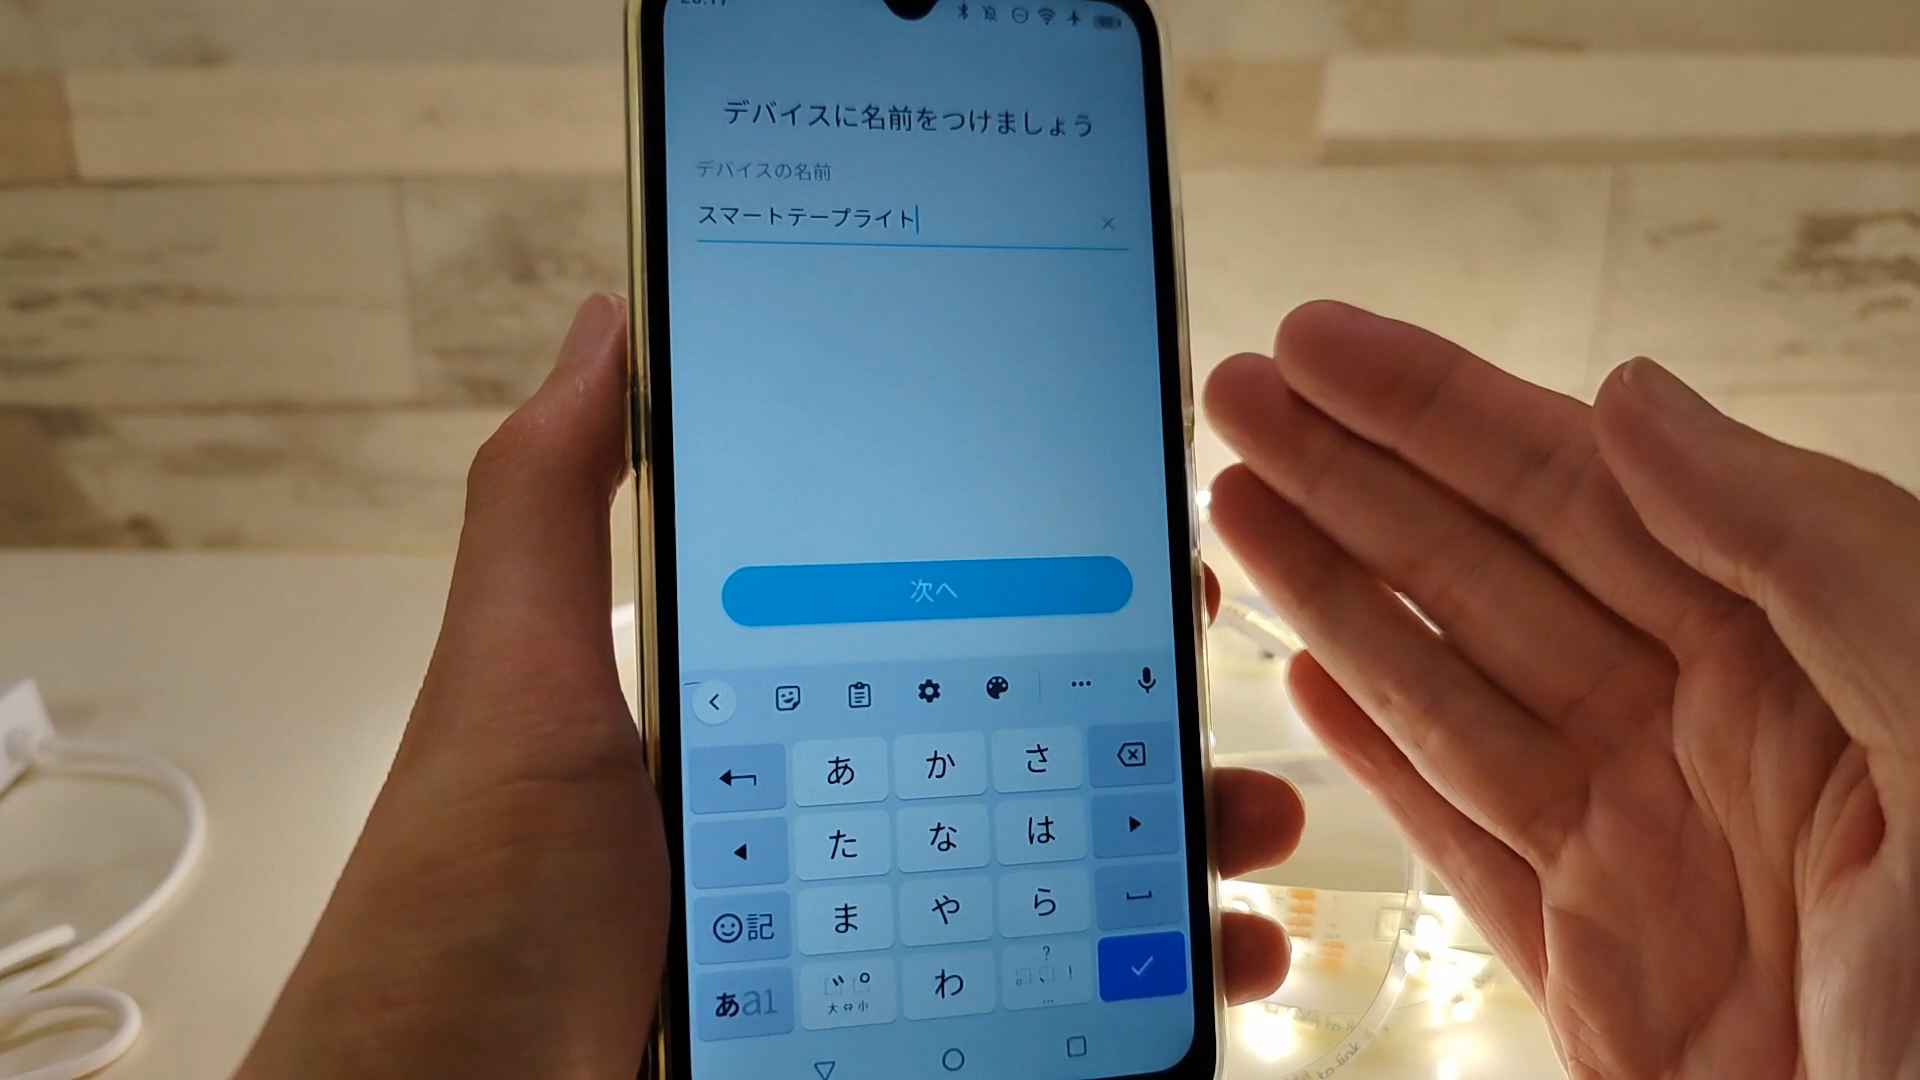 デバイスに名前をつけましょう
デバイスの名前
スマートテープライト
次へ
あ か さ
た な は
記 ま や ら
あa1 大⇔小 わ 。、?!…